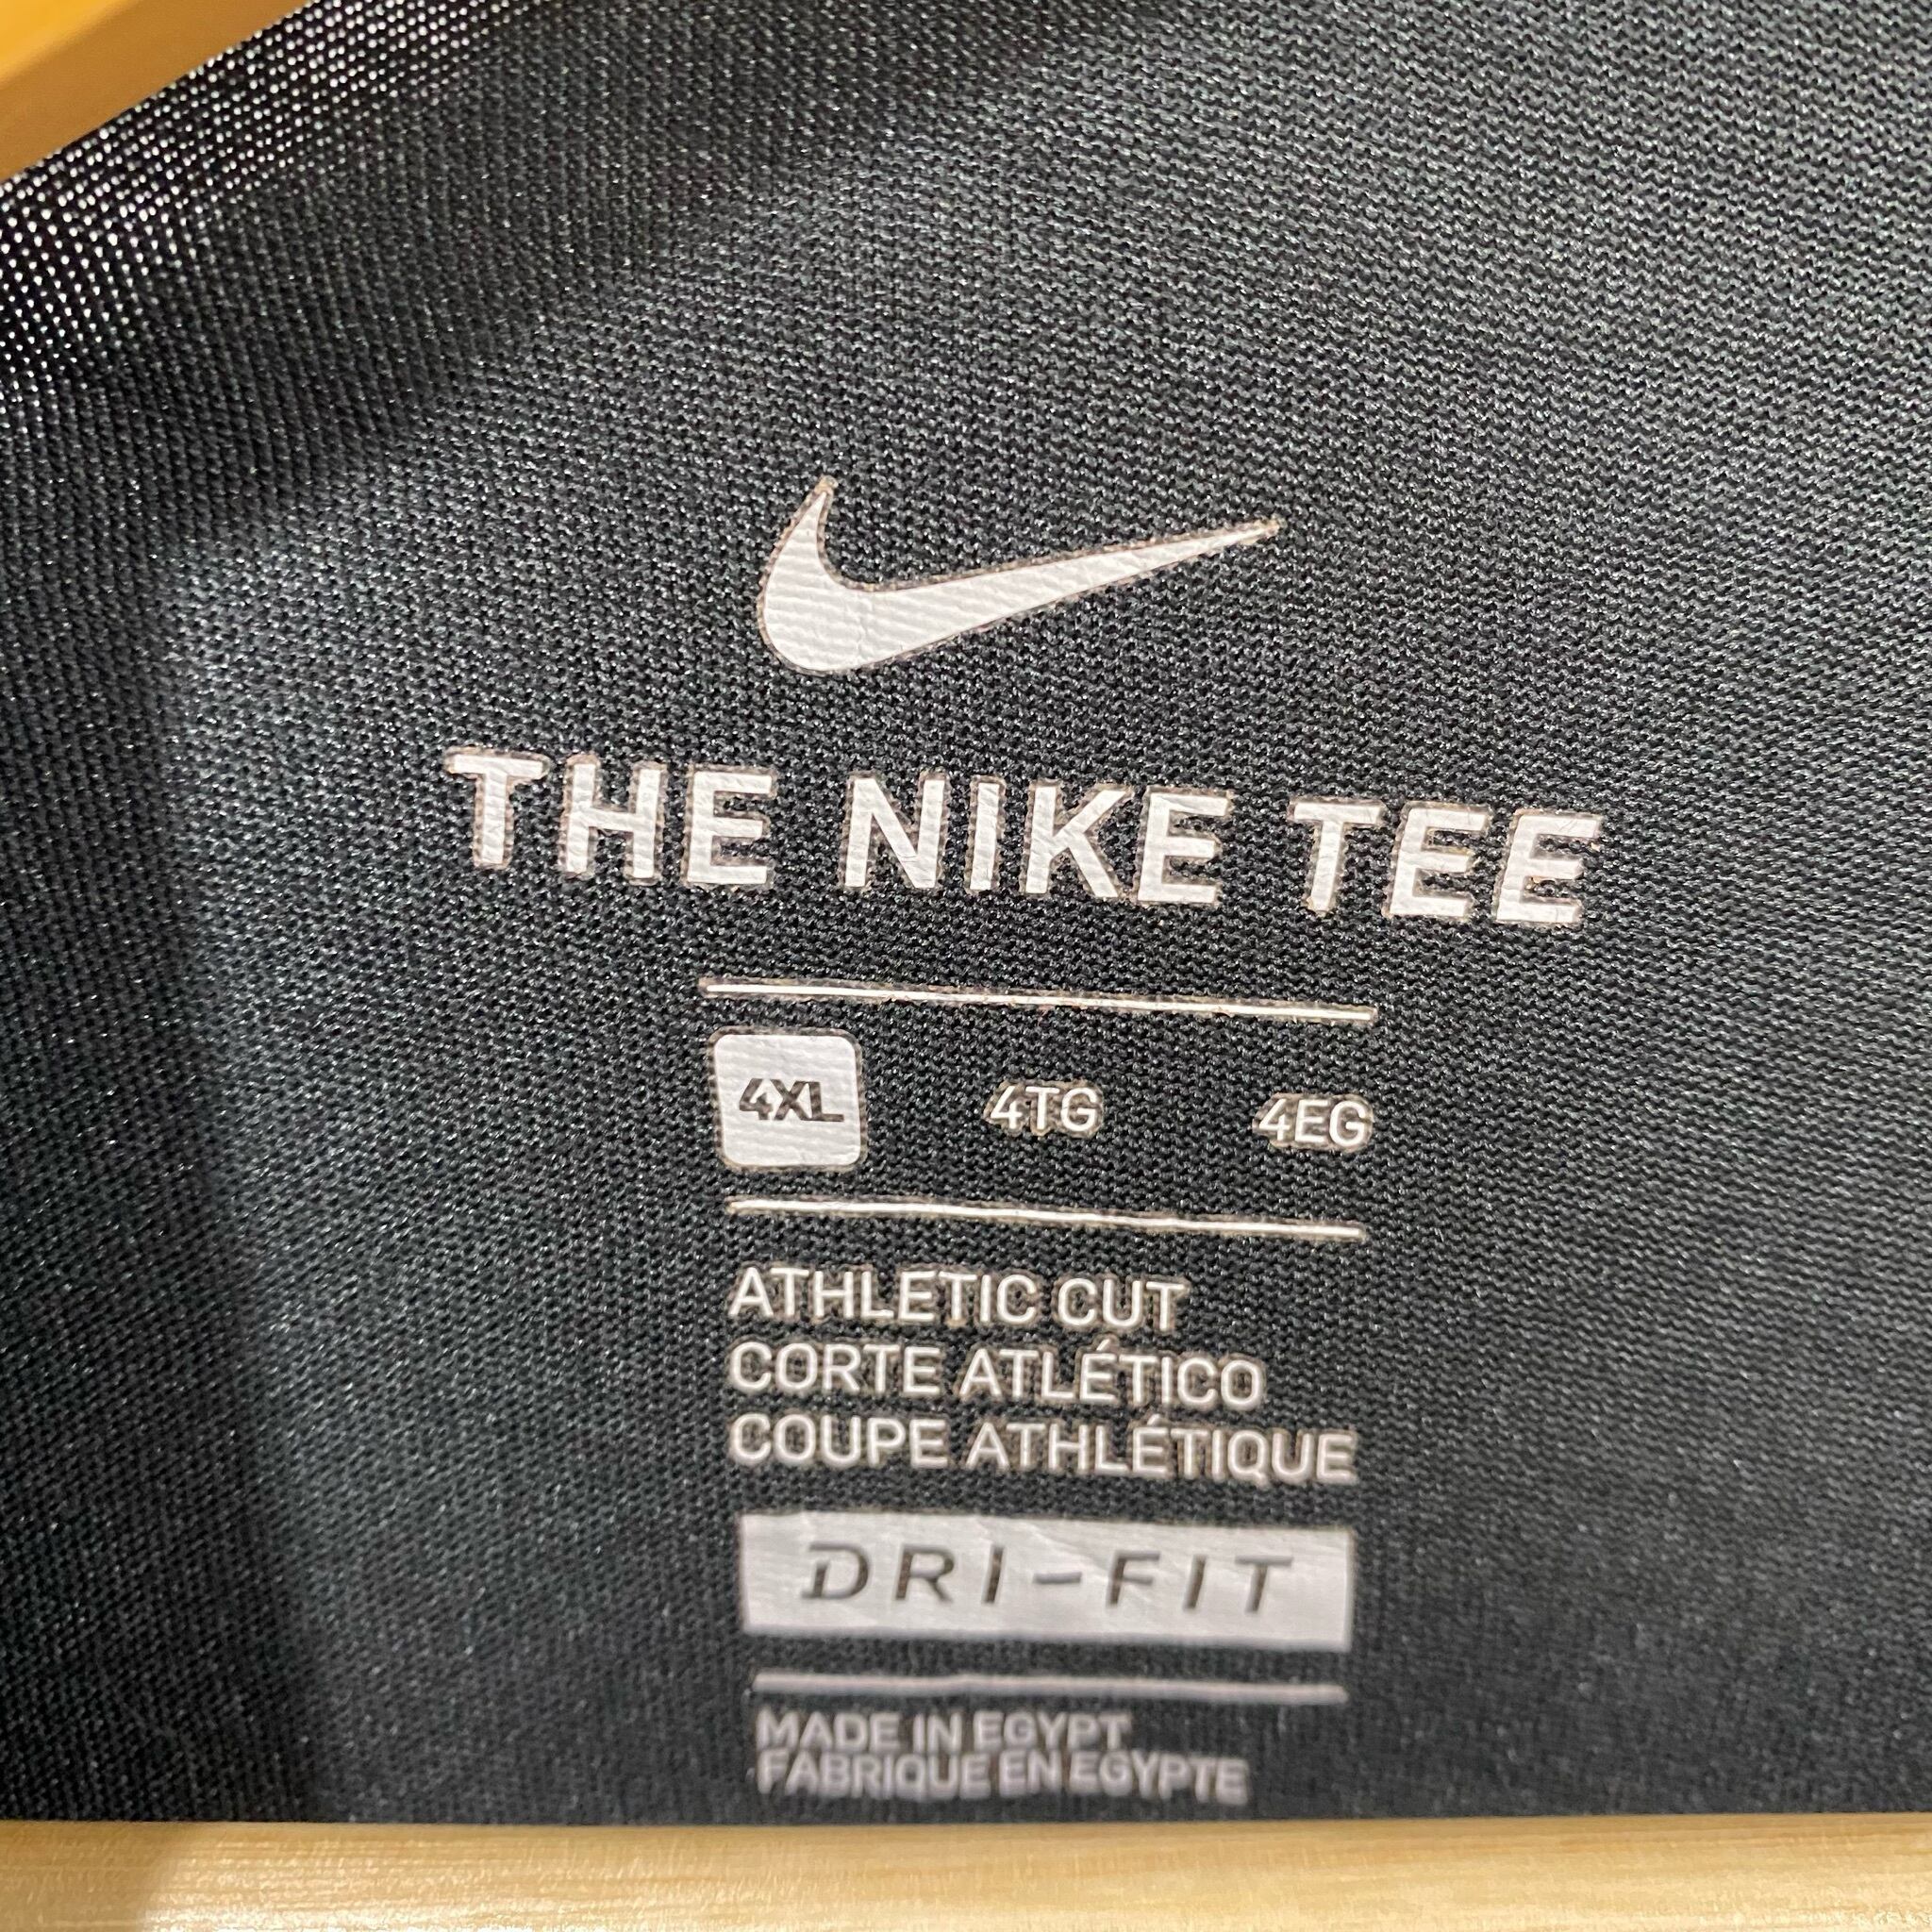 THE NIKE TEE
4XL 4TG 4EG
ATHLETIC CUT
CORTE ATLÉTICO
COUPE ATHLÉTIQUE
DRI-FIT
MADE IN EGYPT
FABRIQUE EN EGYPTE